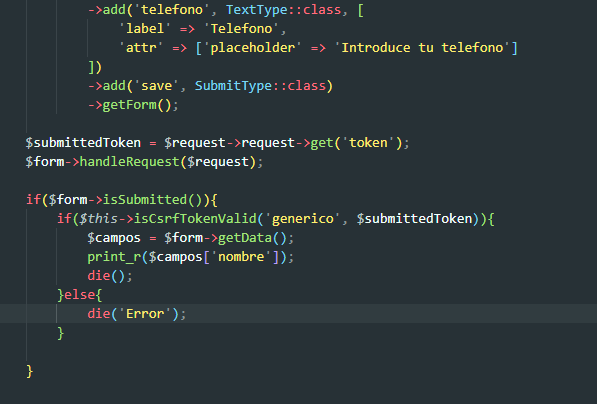 ->add('telefono', TextType::class, [
'label' => 'Telefono',
'attr' => ['placeholder' => 'Introduce tu telefono']
])
->add('save', SubmitType::class)
->getForm();
$submittedToken = $request->request->get('token');
$form->handleRequest($request);
if($form->isSubmitted()){
if($this->isCsrfTokenValid('generico', $submittedToken)){
$campos = $form->getData();
print_r($campos['nombre']);
die();
}else{
die('Error');
}
}